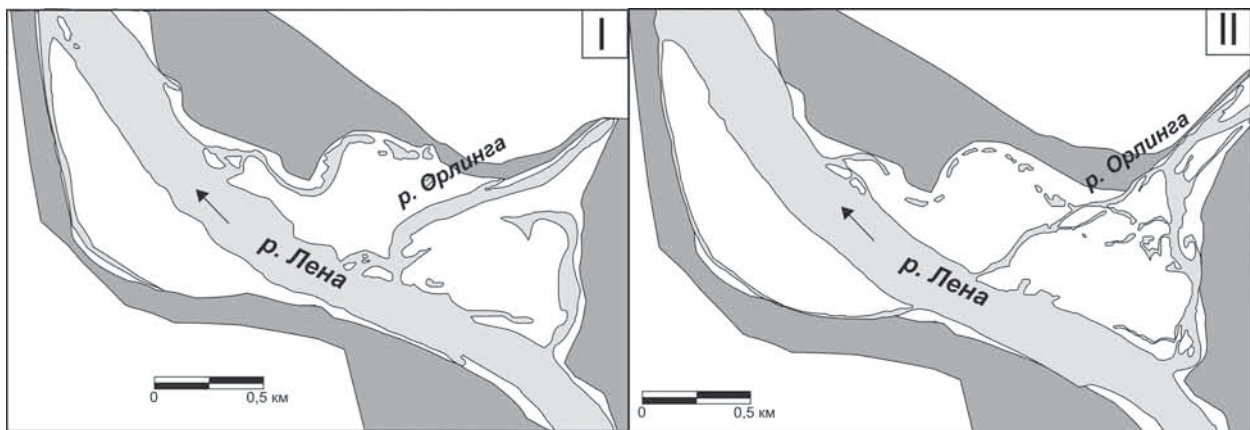 I
р. Орлинга
р. Лена
0 0,5 км
II
р. Орлинга
р. Лена
0 0,5 км